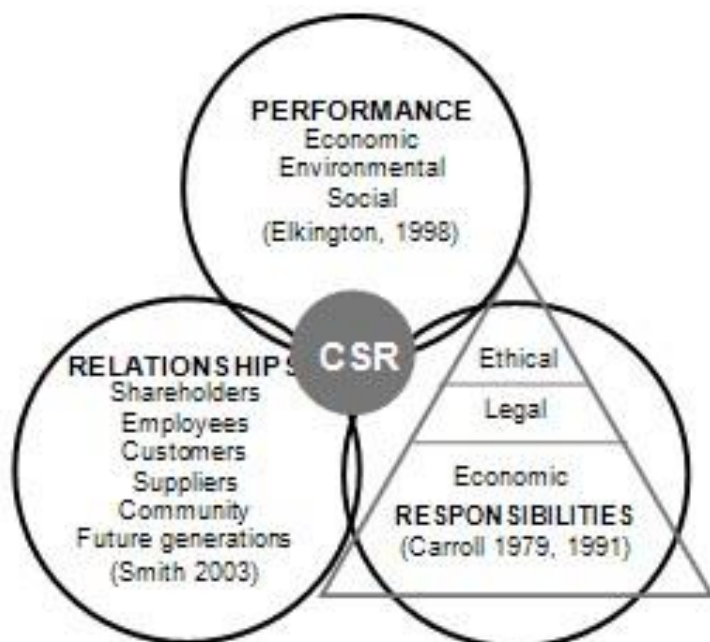 PERFORMANCE
Economic
Environmental
Social
(Elkington, 1998)
CSR
RELATIONSHIPS
Shareholders
Employees
Customers
Suppliers
Community
Future generations
(Smith 2003)
Ethical
Legal
Economic
RESPONSIBILITIES
(Carroll 1979, 1991)